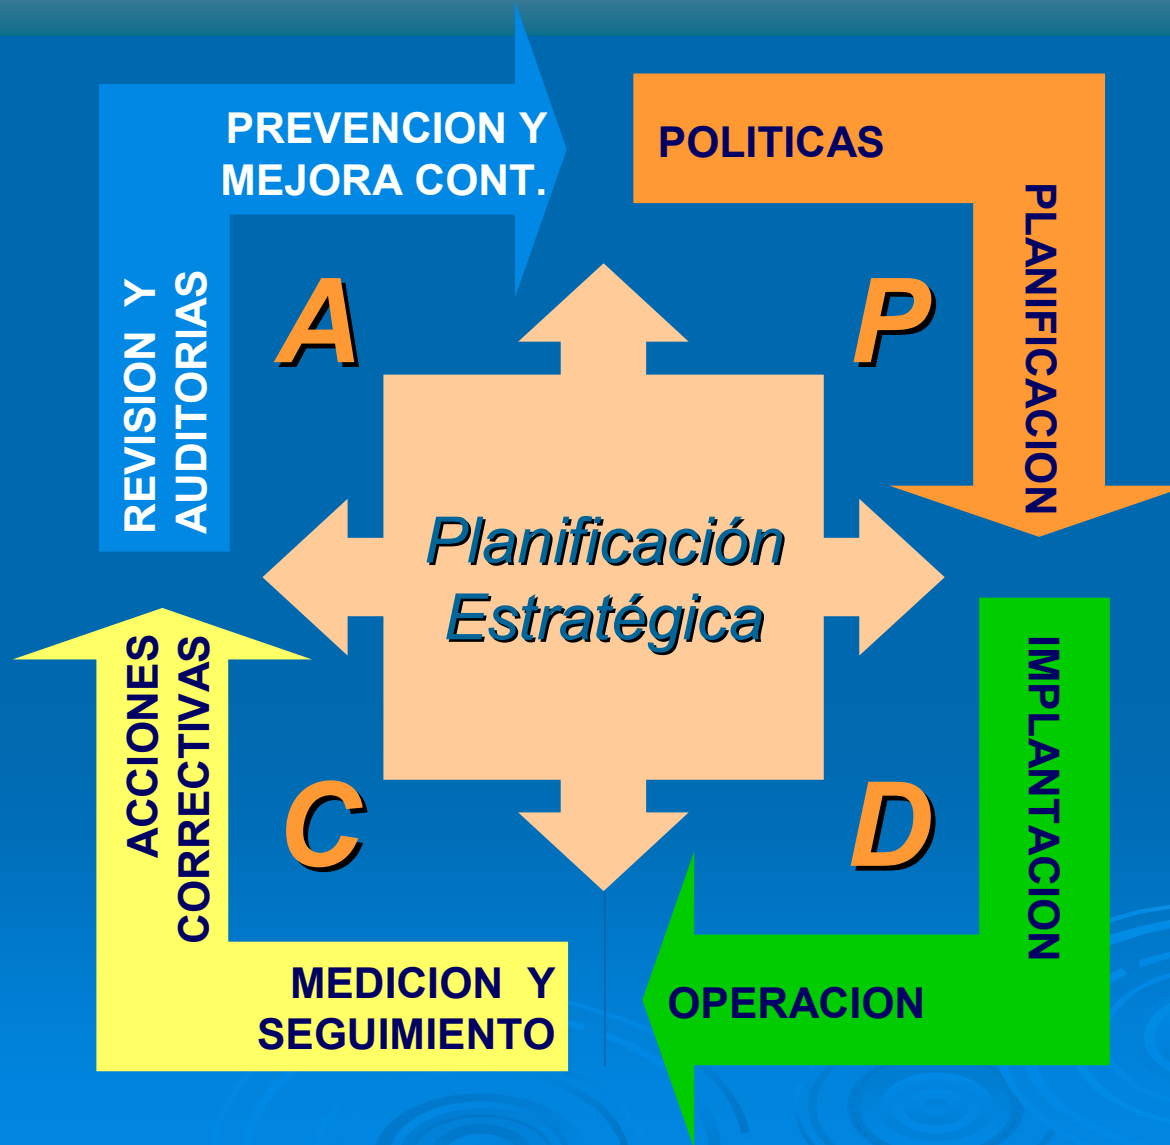 PREVENCION Y
MEJORA CONT.
POLITICAS
PLANIFICACION
REVISION Y
AUDITORIAS
A
P
Planificación
Estratégica
ACCIONES
CORRECTIVAS
IMPLANTACION
C
D
MEDICION Y
SEGUIMIENTO
OPERACION